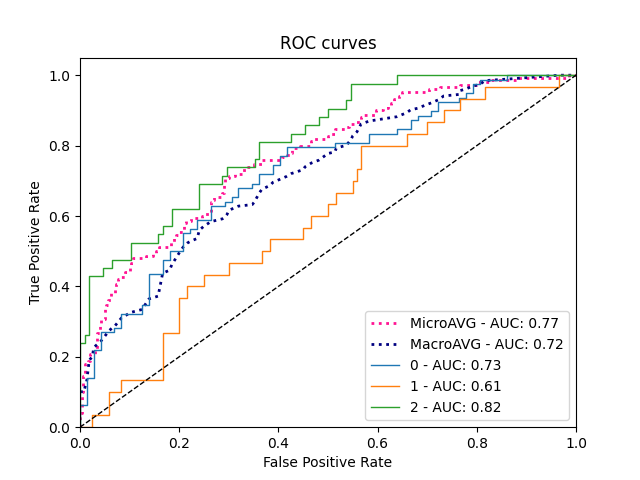 ROC curves
True Positive Rate
1.0
0.8
0.6
0.4
0.2
0.0
0.0 0.2 0.4 0.6 0.8 1.0
False Positive Rate
MicroAVG - AUC: 0.77
MacroAVG - AUC: 0.72
0 - AUC: 0.73
1 - AUC: 0.61
2 - AUC: 0.82